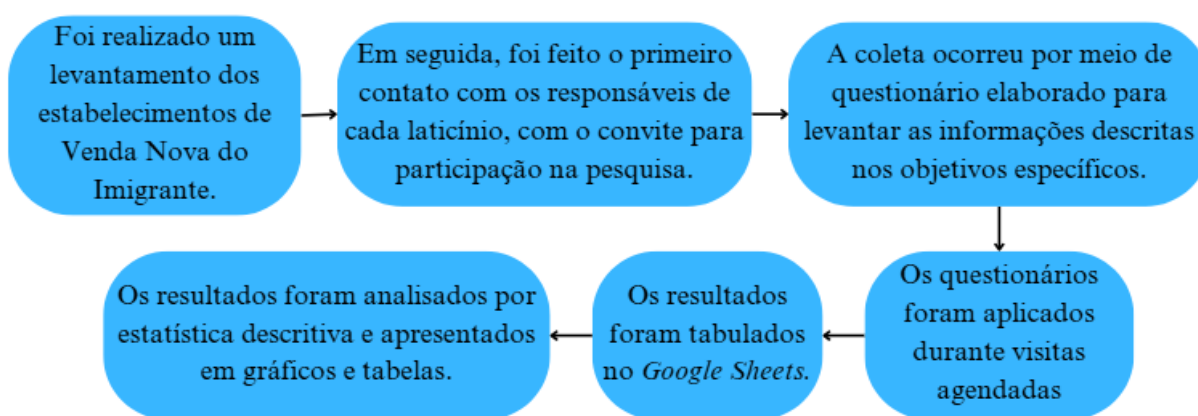 Foi realizado um
levantamento dos
estabelecimentos de
Venda Nova do
Imigrante.
Em seguida, foi feito o primeiro
contato com os responsáveis de
cada laticínio, com o convite para
participação na pesquisa.
A coleta ocorreu por meio de
questionário elaborado para
levantar as informações descritas
nos objetivos específicos.
Os questionários
foram aplicados
durante visitas
agendadas
Os resultados
foram tabulados
no Google Sheets.
Os resultados foram analisados por
estatística descritiva e apresentados
em gráficos e tabelas.